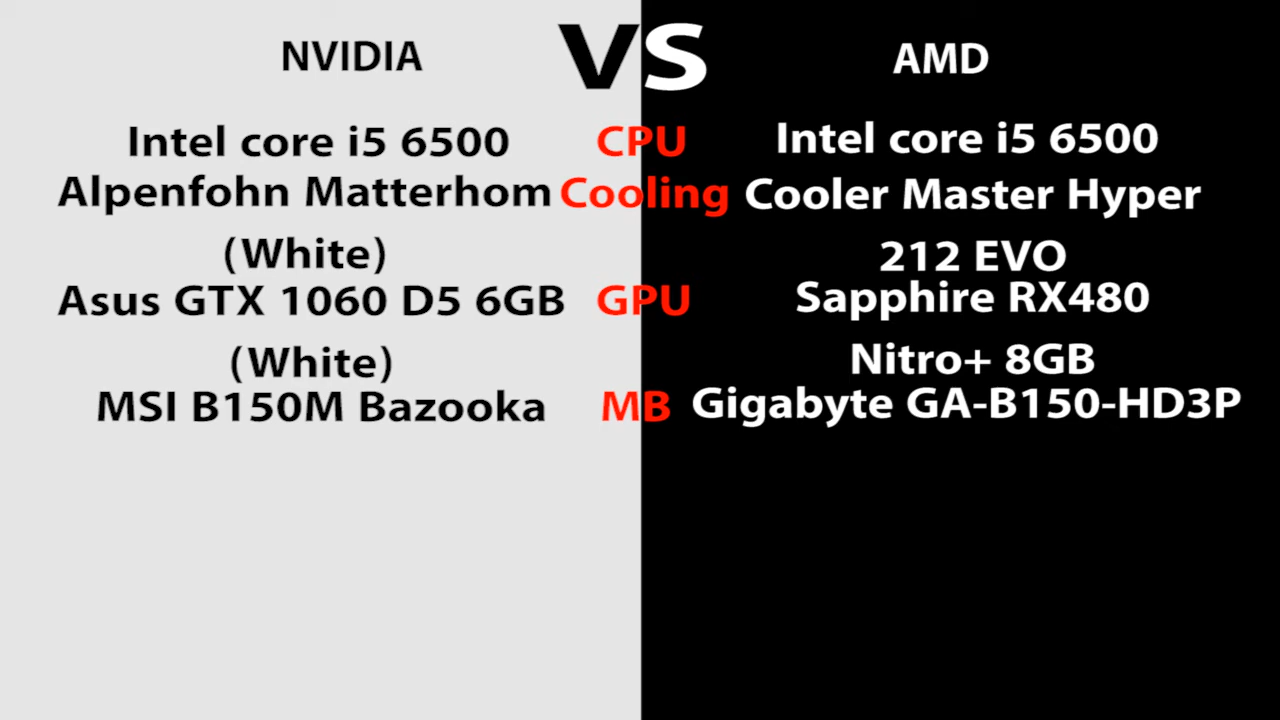 NVIDIA VS AMD
Intel core i5 6500 CPU Intel core i5 6500
Alpenfohn Matterhom Cooling Cooler Master Hyper
(White) 212 EVO
Asus GTX 1060 D5 6GB GPU Sapphire RX480
(White) Nitro+ 8GB
MSI B150M Bazooka MB Gigabyte GA-B150-HD3P